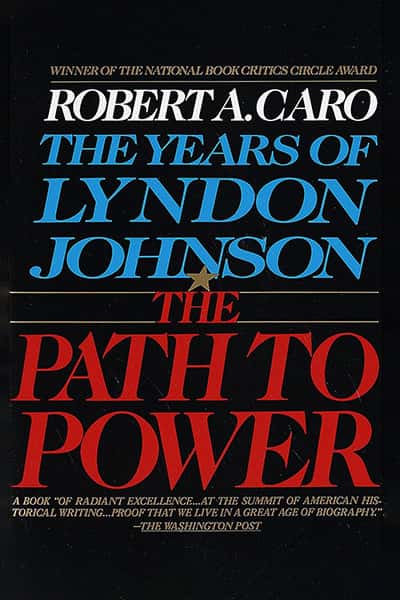 WINNER OF THE NATIONAL BOOK CRITICS CIRCLE AWARD
ROBERT A. CARO
THE YEARS OF
LYNDON
JOHNSON
THE
PATH TO
POWER
A BOOK "OF RADIANT EXCELLENCE...AT THE SUMMIT OF AMERICAN HIS-
TORICAL WRITING...PROOF THAT WE LIVE IN A GREAT AGE OF BIOGRAPHY."
—THE WASHINGTON POST